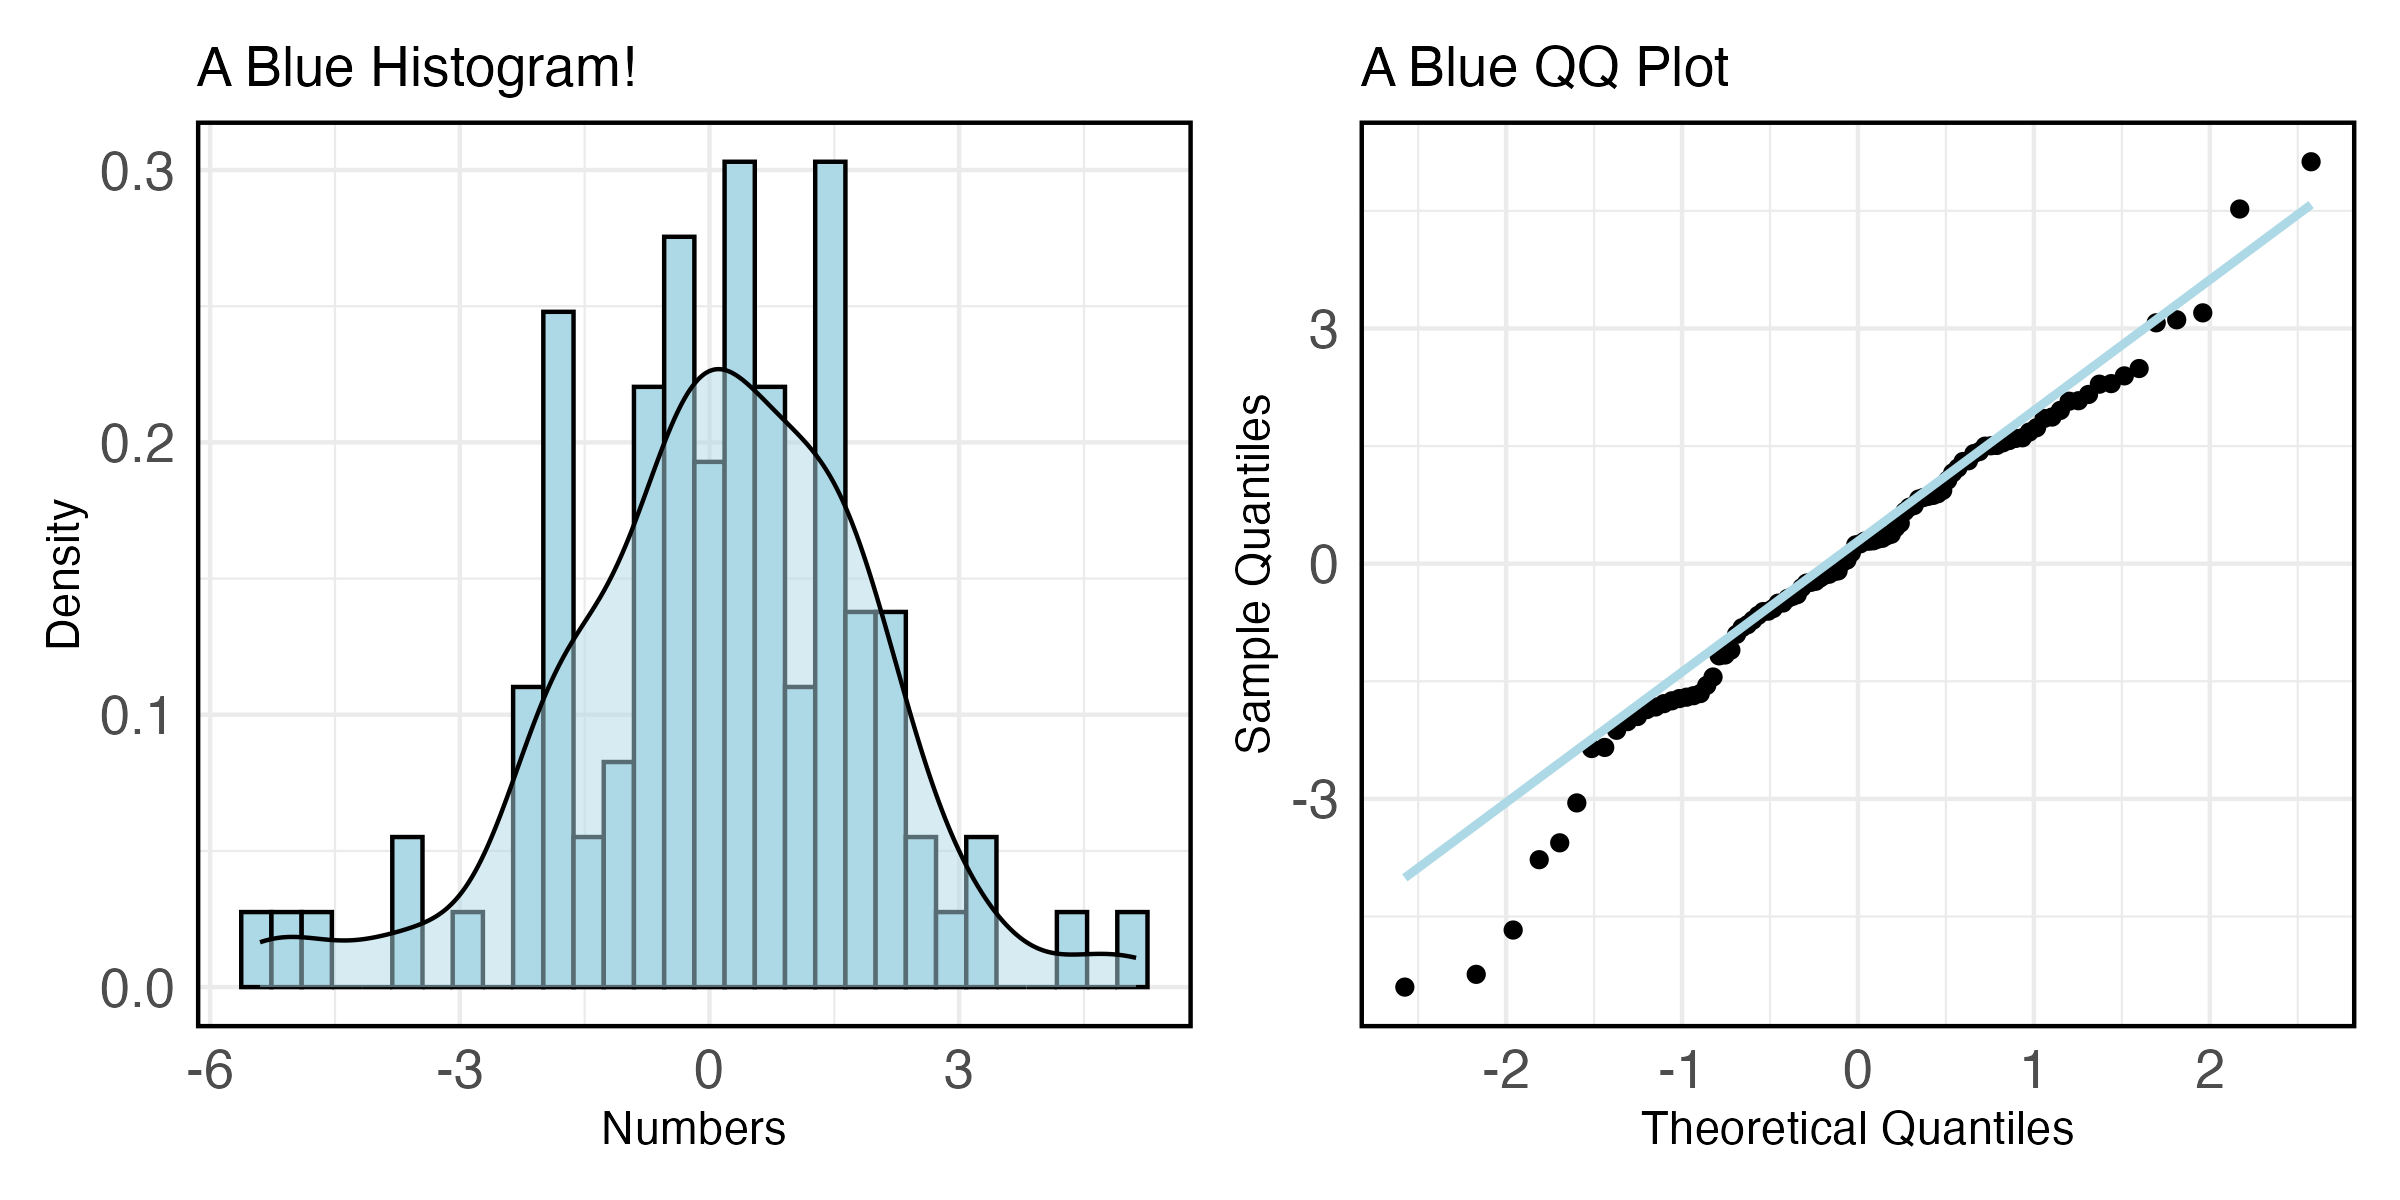 A Blue Histogram!
0.3
0.2
0.1
0.0
Density
-6 -3 0 3
Numbers
A Blue QQ Plot
3
0
-3
Sample Quantiles
-2 -1 0 1 2
Theoretical Quantiles